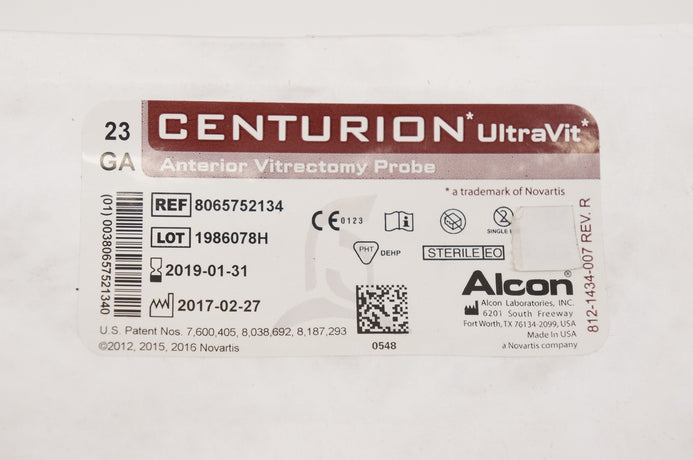 23
GA
CENTURION* UltraVit*
Anterior Vitrectomy Probe
* a trademark of Novartis
REF 8065752134
LOT 1986078H
2019-01-31
2017-02-27
(01) 00380657521340
CE 0123
PHT DEHP
SINGLE
STERILE EO
Alcon®
Alcon Laboratories, INC.
6201 South Freeway
Fort Worth, TX 76134-2099, USA
Made In USA
a Novartis company
U.S. Patent Nos. 7,600,405, 8,038,692, 8,187,293
©2012, 2015, 2016 Novartis
0548
812-1434-007 REV. R